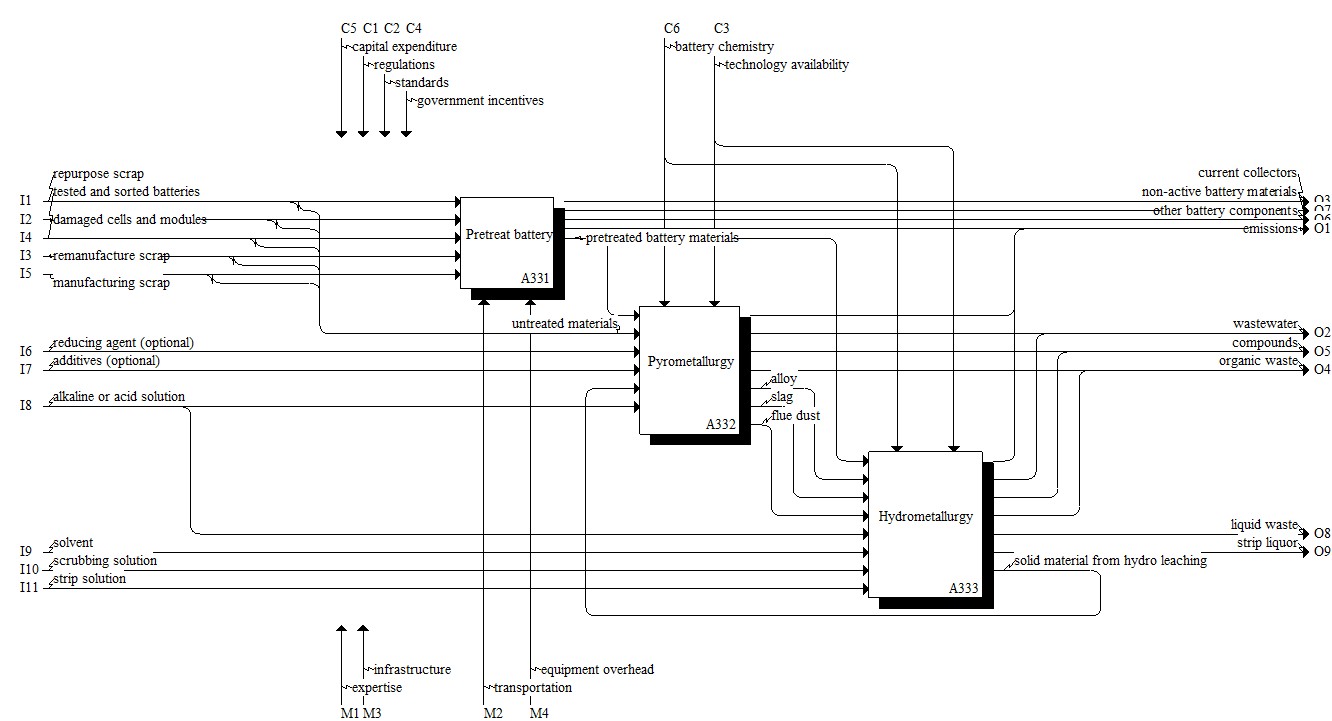 C5 C1 C2 C4
C6
C3
capital expenditure
battery chemistry
regulations
technology availability
standards
government incentives
repurpose scrap
current collectors
tested and sorted batteries
non-active battery materials
I1
O3
other battery components
O7
I2
damaged cells and modules
O6
emissions
O1
I4
Pretreat battery
pretreated battery materials
I3
remanufacture scrap
I5
manufacturing scrap
A331
untreated materials
wastewater
O2
reducing agent (optional)
compounds
I6
O5
additives (optional)
Pyrometallurgy
organic waste
I7
O4
alloy
alkaline or acid solution
slag
I8
flue dust
A332
Hydrometallurgy
liquid waste
O8
solvent
strip liquor
I9
O9
scrubbing solution
solid material from hydro leaching
I10
strip solution
I11
A333
infrastructure
equipment overhead
expertise
transportation
M1 M3
M2
M4